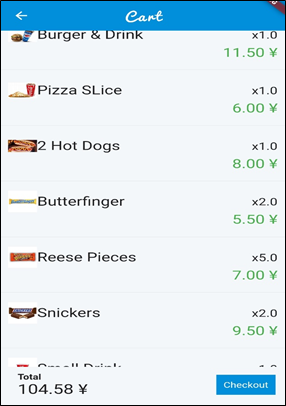 Cart
Burger & Drink
x1.0
11.50 ¥
Pizza SLice
x1.0
6.00 ¥
2 Hot Dogs
x1.0
8.00 ¥
Butterfinger
x2.0
5.50 ¥
Reese Pieces
x5.0
7.00 ¥
Snickers
x2.0
9.50 ¥
Small Drink
Total
104.58 ¥
Checkout